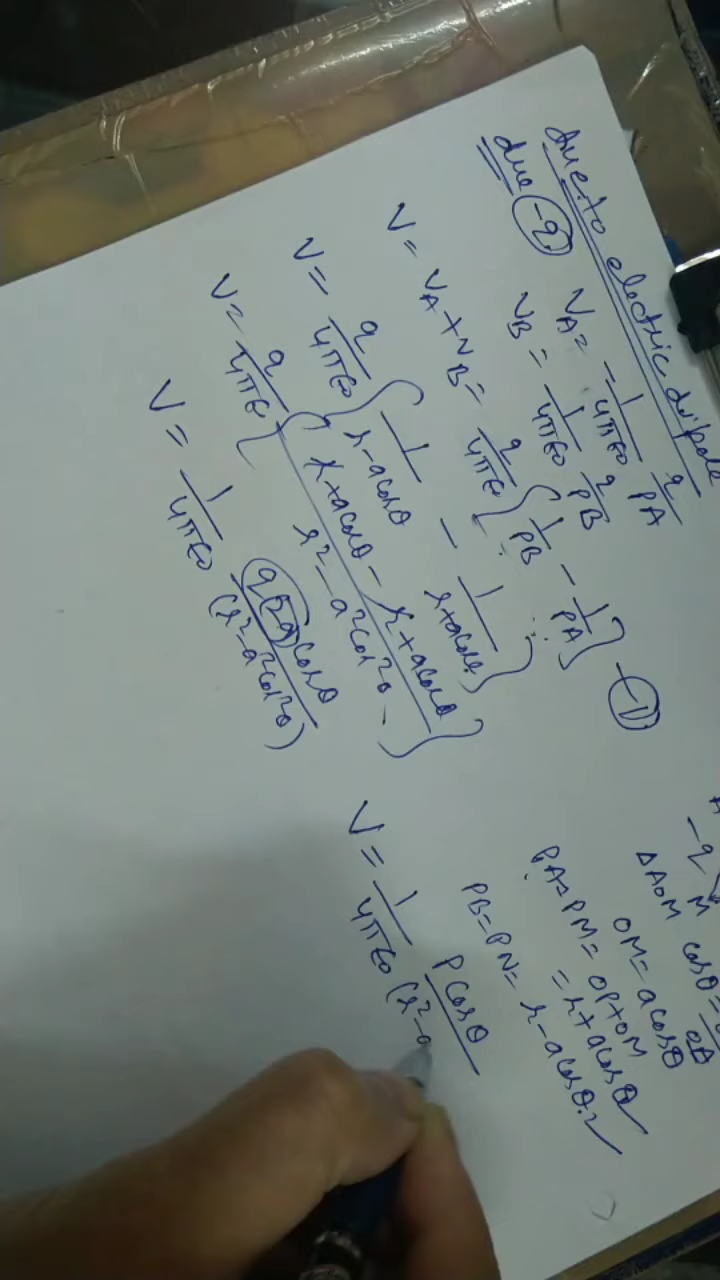 due to electric dipole
due -q
V_A = - 1/4πε0 q/PA
V_B = 1/4πε0 q/PB
V = V_A + V_B = q/4πε0 { 1/PB - 1/PA } - (1)
V = q/4πε0 { 1/r-acosθ - 1/r+acosθ }
V = q/4πε0 { r+acosθ - r+acosθ / r² - a²cos²θ }
V = 1/4πε0 q(2a)cosθ / (r²-a²cos²θ)
A
-q M
ΔAOM cosθ =
OA
OM = acosθ
PA = PM = OP+OM
= r+acosθ
PB = PN = r-acosθ.2
V = 1/4πε0 Pcosθ / (r²-a